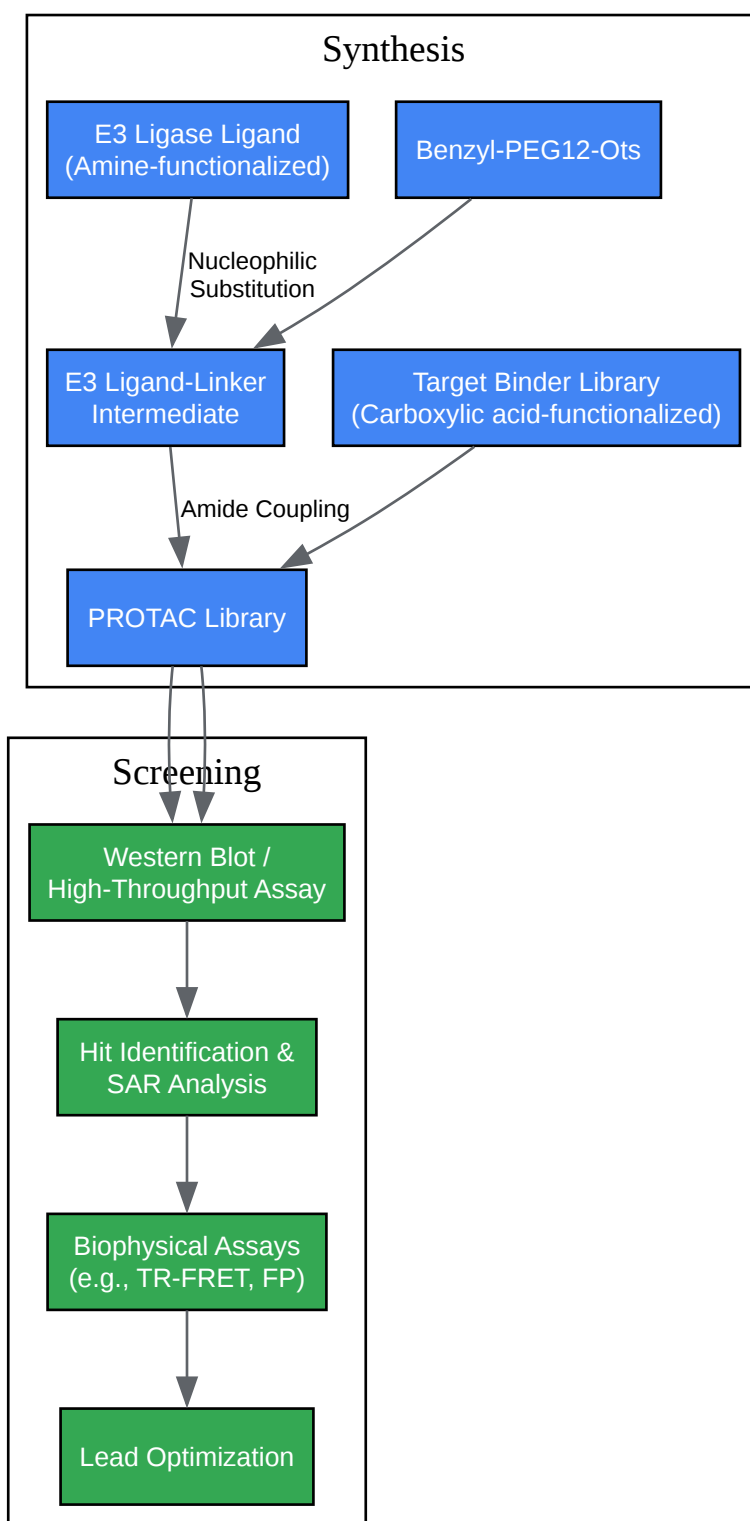 Synthesis
E3 Ligase Ligand
(Amine-functionalized)
Benzyl-PEG12-Ots
Nucleophilic
Substitution
E3 Ligand-Linker
Intermediate
Target Binder Library
(Carboxylic acid-functionalized)
Amide Coupling
PROTAC Library
Screening
Western Blot /
High-Throughput Assay
Hit Identification &
SAR Analysis
Biophysical Assays
(e.g., TR-FRET, FP)
Lead Optimization